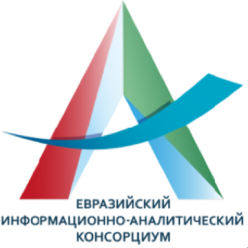 ЕВРАЗИЙСКИЙ
ИНФОРМАЦИОННО-АНАЛИТИЧЕСКИЙ
КОНСОРЦИУМ